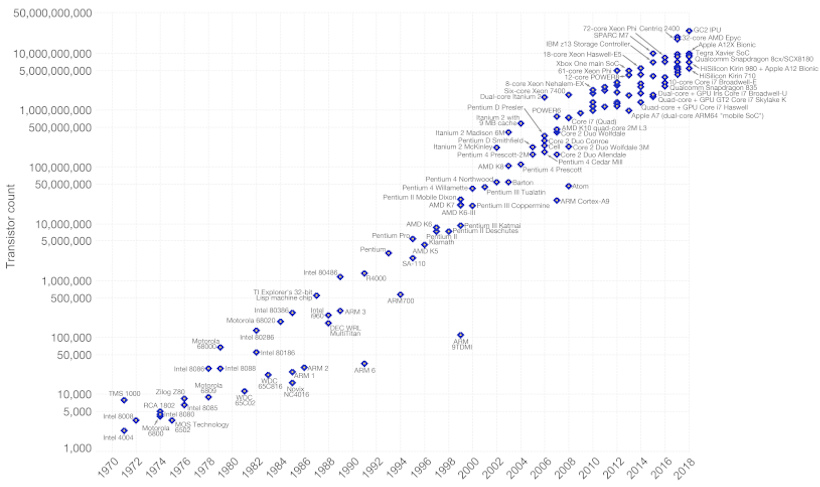 50,000,000,000
10,000,000,000
5,000,000,000
1,000,000,000
500,000,000
100,000,000
50,000,000
10,000,000
5,000,000
1,000,000
500,000
100,000
50,000
10,000
5,000
1,000
Transistor count
1970
1972
1974
1976
1978
1980
1982
1984
1986
1988
1990
1992
1994
1996
1998
2000
2002
2004
2006
2008
2010
2012
2014
2016
2018
72-core Xeon Phi
Centriq 2400
GC2 IPU
SPARC M7
32-core AMD Epyc
IBM z13 Storage Controller
Apple A12X Bionic
18-core Xeon Haswell-E5
Tegra Xavier SoC
Xbox One main SoC
Qualcomm Snapdragon 8cx/SCX8180
61-core Xeon Phi
HiSilicon Kirin 980 + Apple A12 Bionic
12-core POWER8
HiSilicon Kirin 710
8-core Xeon Nehalem-EX
10-core Core i7 Broadwell-E
Six-core Xeon 7400
Qualcomm Snapdragon 835
Dual-core Itanium 2
Dual-core + GPU Iris Core i7 Broadwell-U
Quad-core + GPU GT2 Core i7 Skylake K
Pentium D Presler
POWER6
Quad-core + GPU Core i7 Haswell
Itanium 2 with
9 MB cache
Apple A7 (dual-core ARM64 "mobile SoC")
Core i7 (Quad)
AMD K10 quad-core 2M L3
Itanium 2 Madison 6M
Core 2 Duo Wolfdale
Pentium D Smithfield
Core 2 Duo Conroe
Itanium 2 McKinley
Cell
Core 2 Duo Wolfdale 3M
Pentium 4 Prescott-2M
Core 2 Duo Allendale
Pentium 4 Cedar Mill
AMD K8
Pentium 4 Prescott
Pentium 4 Northwood
Barton
Atom
Pentium 4 Willamette
Pentium III Tualatin
Pentium II Mobile Dixon
ARM Cortex-A9
AMD K7
Pentium III Coppermine
AMD K6-III
AMD K6
Pentium III Katmai
Pentium II Deschutes
Pentium Pro
Pentium II
Klamath
Pentium
AMD K5
SA-110
Intel 80486
R4000
TI Explorer's 32-bit
Lisp machine chip
ARM700
Intel 80386
Intel
i960
ARM 3
Motorola 68020
DEC WRL
MultiTitan
Intel 80286
ARM
9TDMI
Motorola
68000
Intel 80186
Intel 8086
Intel 8088
ARM 2
ARM 6
WDC
65C816
ARM 1
Novix
NC4016
Motorola
6809
WDC
65C02
TMS 1000
Zilog Z80
RCA 1802
Intel 8085
Intel 8008
Intel 8080
Motorola
6800
MOS Technology
6502
Intel 4004